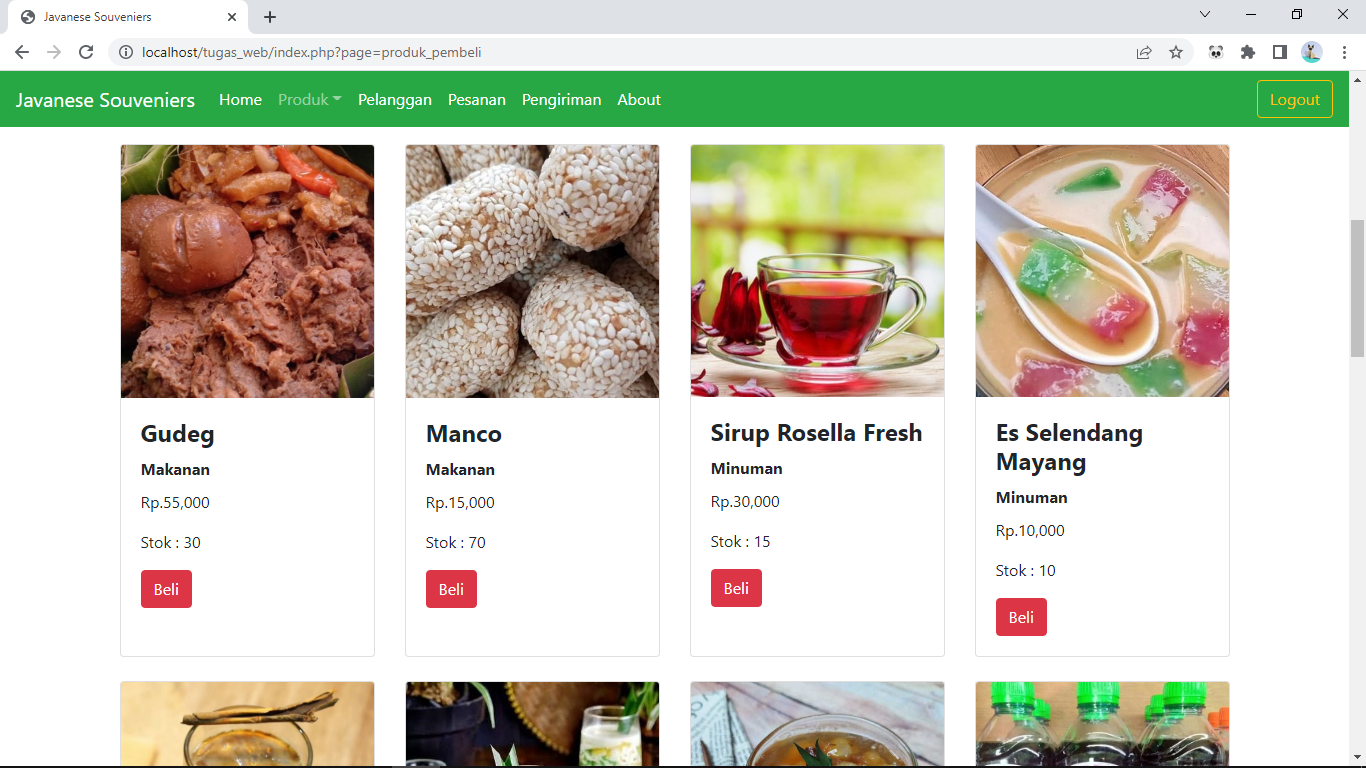 Javanese Souveniers
localhost/tugas_web/index.php?page=produk_pembeli
Javanese Souveniers Home Produk Pelanggan Pesanan Pengiriman About Logout
Gudeg
Makanan
Rp.55,000
Stok : 30
Beli
Manco
Makanan
Rp.15,000
Stok : 70
Beli
Sirup Rosella Fresh
Minuman
Rp.30,000
Stok : 15
Beli
Es Selendang
Mayang
Minuman
Rp.10,000
Stok : 10
Beli